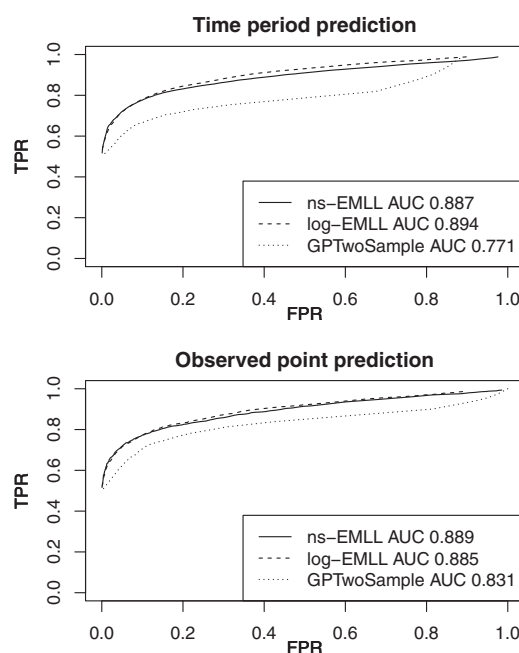 Time period prediction
TPR
1.0
0.8
0.6
0.4
0.2
0.0
ns−EMLL AUC 0.887
log−EMLL AUC 0.894
GPTwoSample AUC 0.771
0.0 0.2 0.4 0.6 0.8 1.0
FPR
Observed point prediction
TPR
1.0
0.8
0.6
0.4
0.2
0.0
ns−EMLL AUC 0.889
log−EMLL AUC 0.885
GPTwoSample AUC 0.831
0.0 0.2 0.4 0.6 0.8 1.0
FPR